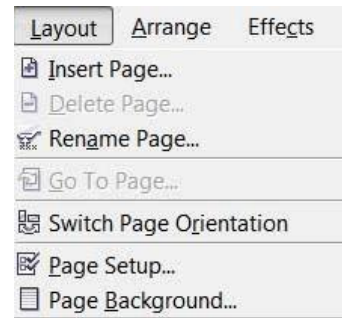 Layout Arrange Effects
Insert Page...
Delete Page...
Rename Page...
Go To Page...
Switch Page Orientation
Page Setup...
Page Background...